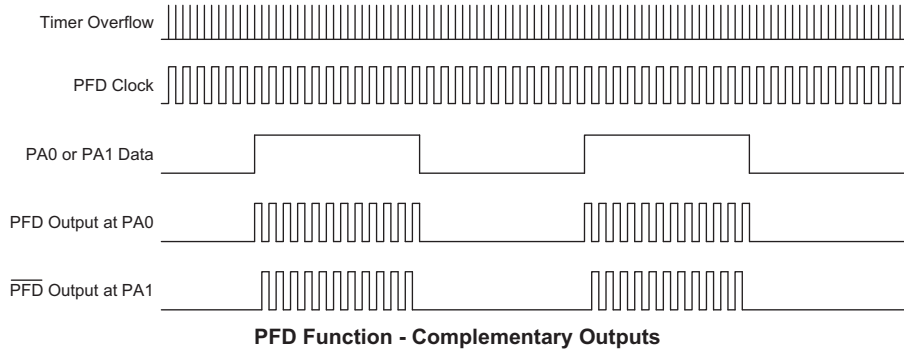 Timer Overflow
PFD Clock
PA0 or PA1 Data
PFD Output at PA0
P̅F̅D̅ Output at PA1
PFD Function - Complementary Outputs